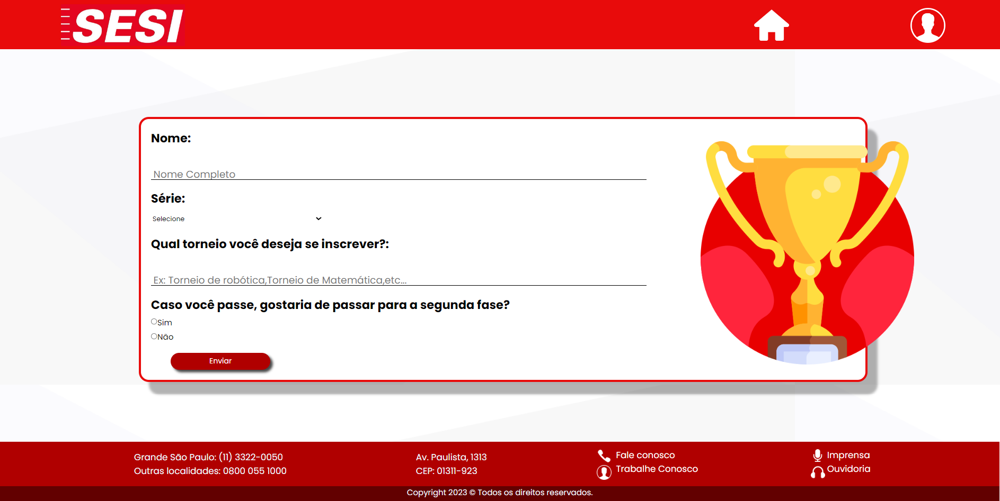 SESI
Nome:
Nome Completo
Série:
Selecione
Qual torneio você deseja se inscrever?:
Ex: Torneio de robótica,Torneio de Matemática,etc...
Caso você passe, gostaria de passar para a segunda fase?
Sim
Não
Enviar
Grande São Paulo: (11) 3322-0050
Outras localidades: 0800 055 1000
Av. Paulista, 1313
CEP: 01311-923
Fale conosco
Trabalhe Conosco
Imprensa
Ouvidoria
Copyright 2023 © Todos os direitos reservados.